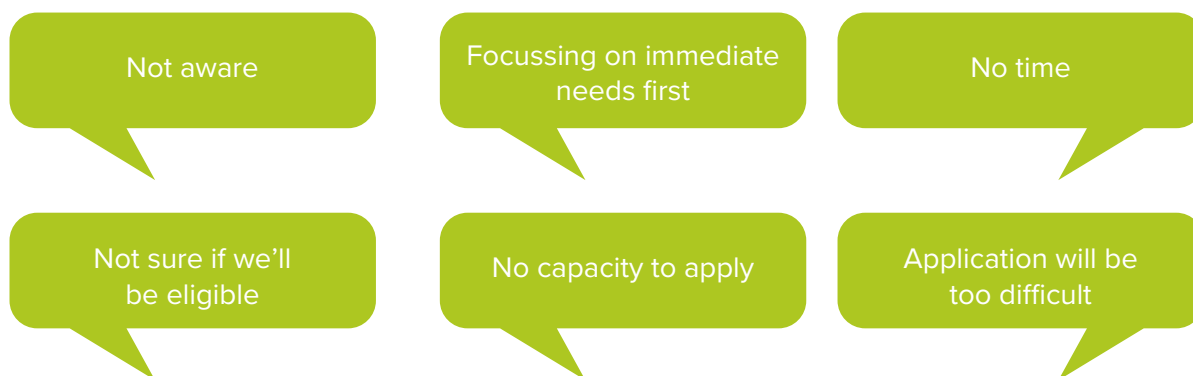 Not aware
Focussing on immediate
needs first
No time
Not sure if we’ll
be eligible
No capacity to apply
Application will be
too difficult